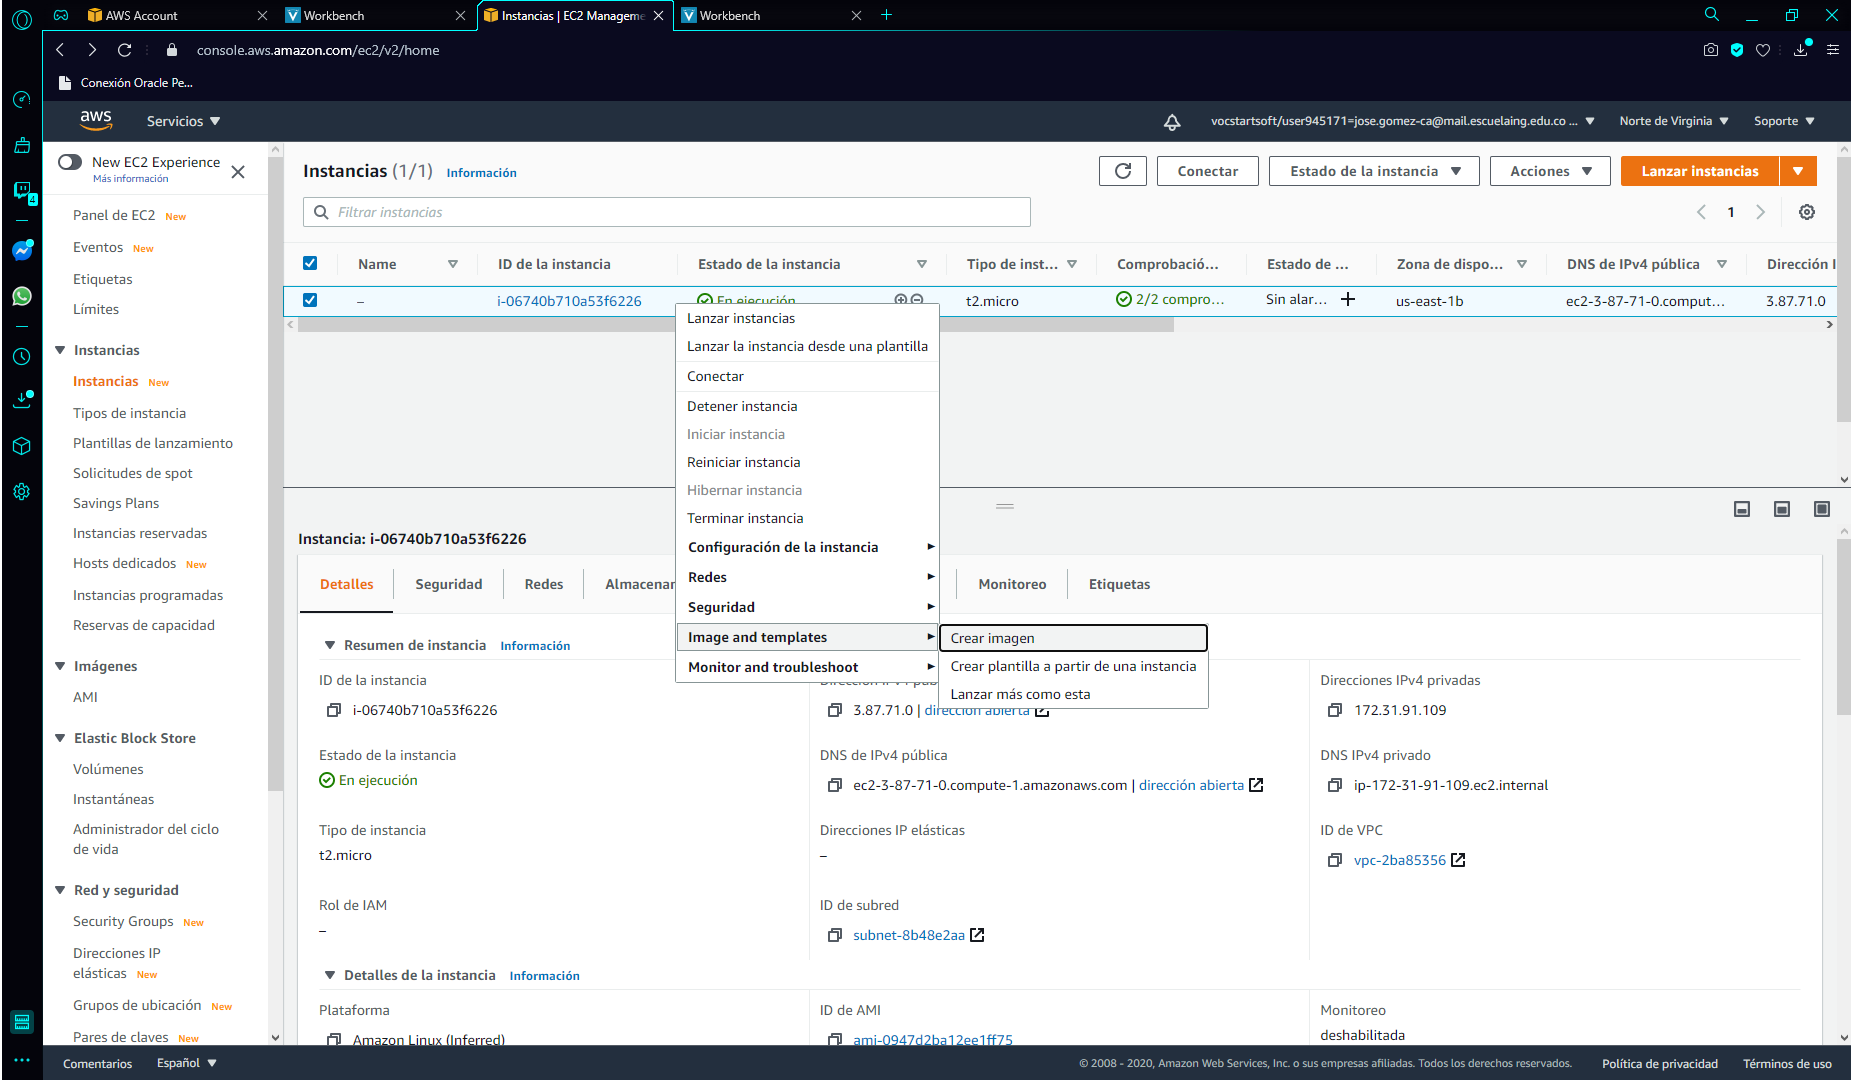 AWS Account
Workbench
Instancias | EC2 Manageme
Workbench
console.aws.amazon.com/ec2/v2/home
Conexión Oracle Pe...
aws
Servicios
vocstartsoft/user945171=jose.gomez-ca@mail.escuelaing.edu.co ...
Norte de Virginia
Soporte
4
New EC2 Experience
Más información
Panel de EC2 New
Eventos New
Etiquetas
Límites
Instancias
Instancias New
Tipos de instancia
Plantillas de lanzamiento
Solicitudes de spot
Savings Plans
Instancias reservadas
Hosts dedicados New
Instancias programadas
Reservas de capacidad
Imágenes
AMI
Elastic Block Store
Volúmenes
Instantáneas
Administrador del ciclo
de vida
Red y seguridad
Security Groups New
Direcciones IP
elásticas New
Grupos de ubicación New
Pares de claves New
Instancias (1/1) Información
Conectar
Estado de la instancia
Acciones
Lanzar instancias
Filtrar instancias
1
Name
ID de la instancia
Estado de la instancia
Tipo de inst...
Comprobació...
Estado de ...
Zona de dispo...
DNS de IPv4 pública
Dirección I
–
i-06740b710a53f6226
En ejecución
t2.micro
2/2 compro...
Sin alar...
us-east-1b
ec2-3-87-71-0.comput...
3.87.71.0
Lanzar instancias
Lanzar la instancia desde una plantilla
Conectar
Detener instancia
Iniciar instancia
Reiniciar instancia
Hibernar instancia
Terminar instancia
Configuración de la instancia
Redes
Seguridad
Image and templates
Monitor and troubleshoot
Crear imagen
Crear plantilla a partir de una instancia
Lanzar más como esta
Instancia: i-06740b710a53f6226
Detalles
Seguridad
Redes
Almacenar
Monitoreo
Etiquetas
Resumen de instancia Información
ID de la instancia
i-06740b710a53f6226
3.87.71.0 | dirección abierta
Direcciones IPv4 privadas
172.31.91.109
Estado de la instancia
En ejecución
DNS de IPv4 pública
ec2-3-87-71-0.compute-1.amazonaws.com | dirección abierta
DNS IPv4 privado
ip-172-31-91-109.ec2.internal
Tipo de instancia
t2.micro
Direcciones IP elásticas
–
ID de VPC
vpc-2ba85356
Rol de IAM
–
ID de subred
subnet-8b48e2aa
Detalles de la instancia Información
Plataforma
Amazon Linux (Inferred)
ID de AMI
ami-0947d2ba12ee1ff75
Monitoreo
deshabilitada
Comentarios
Español
© 2008 - 2020, Amazon Web Services, Inc. o sus empresas afiliadas. Todos los derechos reservados.
Política de privacidad
Términos de uso